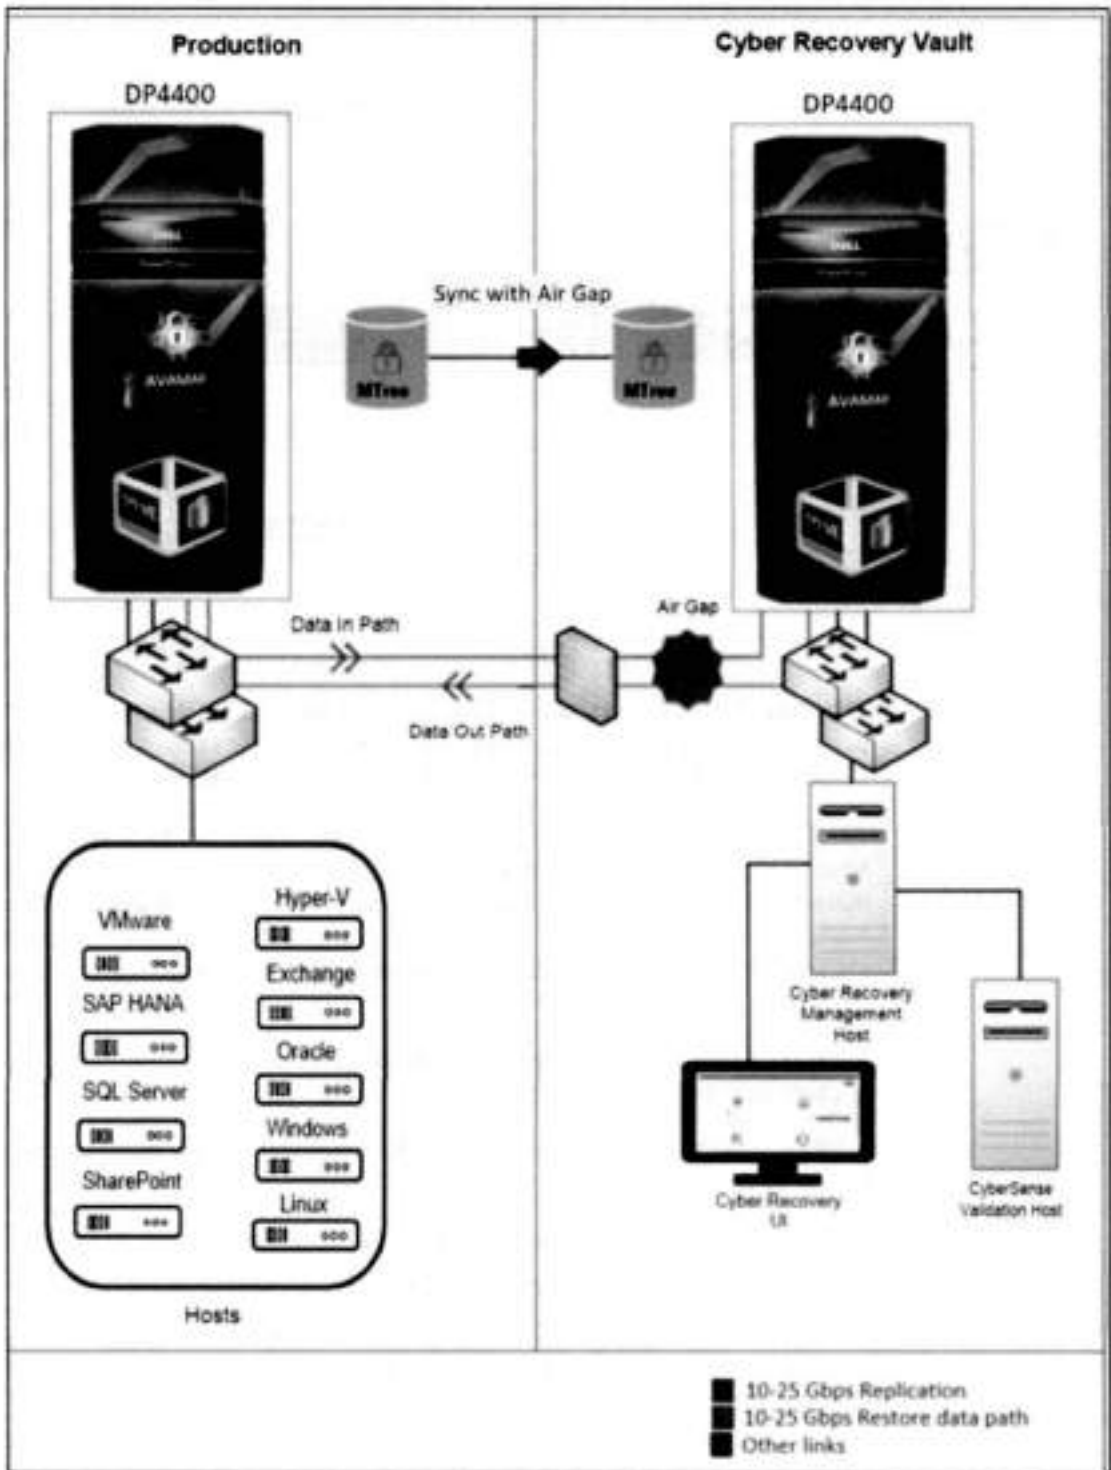 Production
Cyber Recovery Vault
DP4400
DP4400
DELL
DELL
Sync with Air Gap
MTree
MTree
AVAMAR
AVAMAR
Air Gap
Data In Path
Data Out Path
VMware
Hyper-V
SAP HANA
Exchange
SQL Server
Oracle
SharePoint
Windows
Linux
Hosts
Cyber Recovery
Management
Host
Cyber Recovery
UI
CyberSense
Validation Host
10-25 Gbps Replication
10-25 Gbps Restore data path
Other links